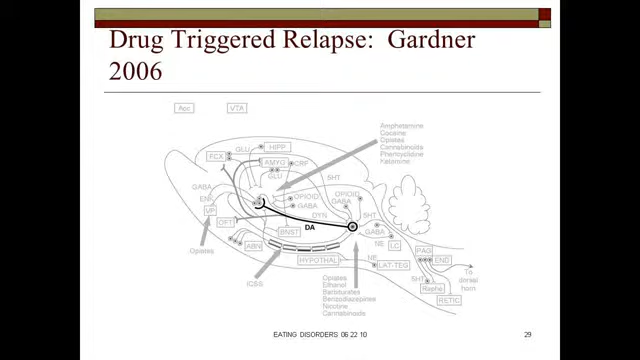 Drug Triggered Relapse: Gardner
2006
Acc
VTA
Amphetamine
Cocaine
Opiates
Cannabinoids
Phencyclidine
Ketamine
GLU
HIPP
FCX
AMYG
CRF
GLU
5HT
GABA
OPIOID
OPIOID
GABA
ENK
GABA
VP
DYN
5HT
OFT
DA
GABA
BNST
NE
LC
PAG
ABN
END
HYPOTHAL
NE
LAT-TEG
To
dorsal
horn
Opiates
ICSS
Opiates
Ethanol
Barbiturates
Benzodiazepines
Nicotine
Cannabinoids
5HT
Raphé
RETIC
EATING DISORDERS 06 22 10
29